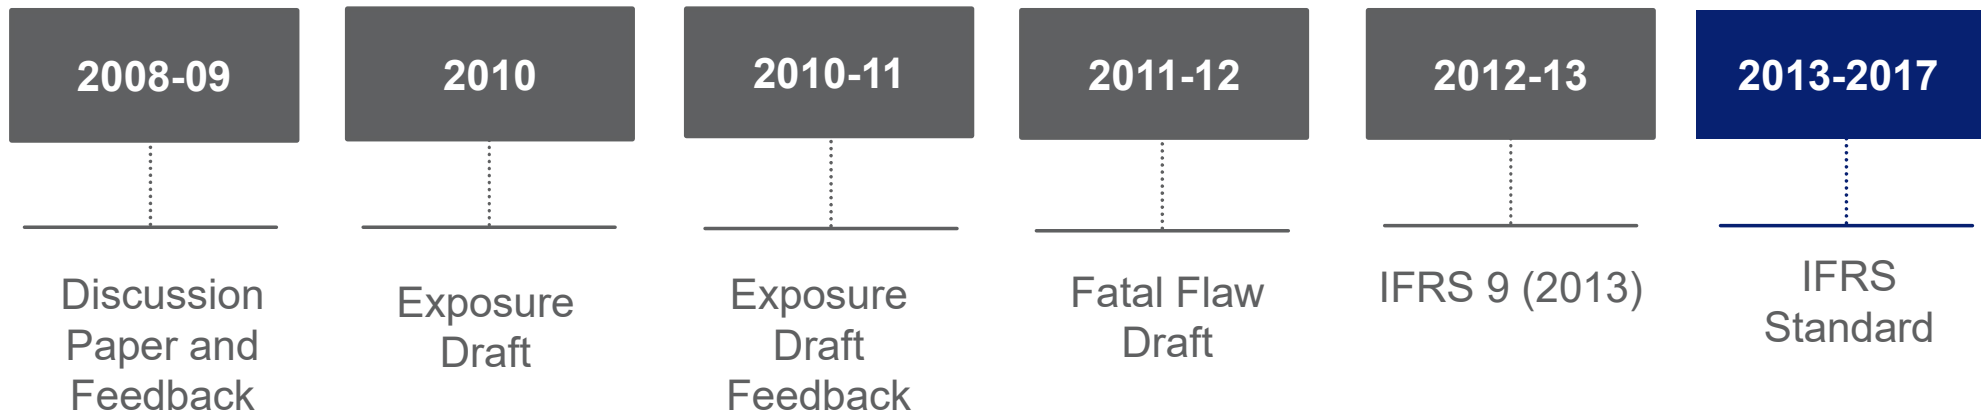 2008-09
2010
2010-11
2011-12
2012-13
2013-2017
Discussion
Paper and
Feedback
Exposure
Draft
Exposure
Draft
Feedback
Fatal Flaw
Draft
IFRS 9 (2013)
IFRS
Standard